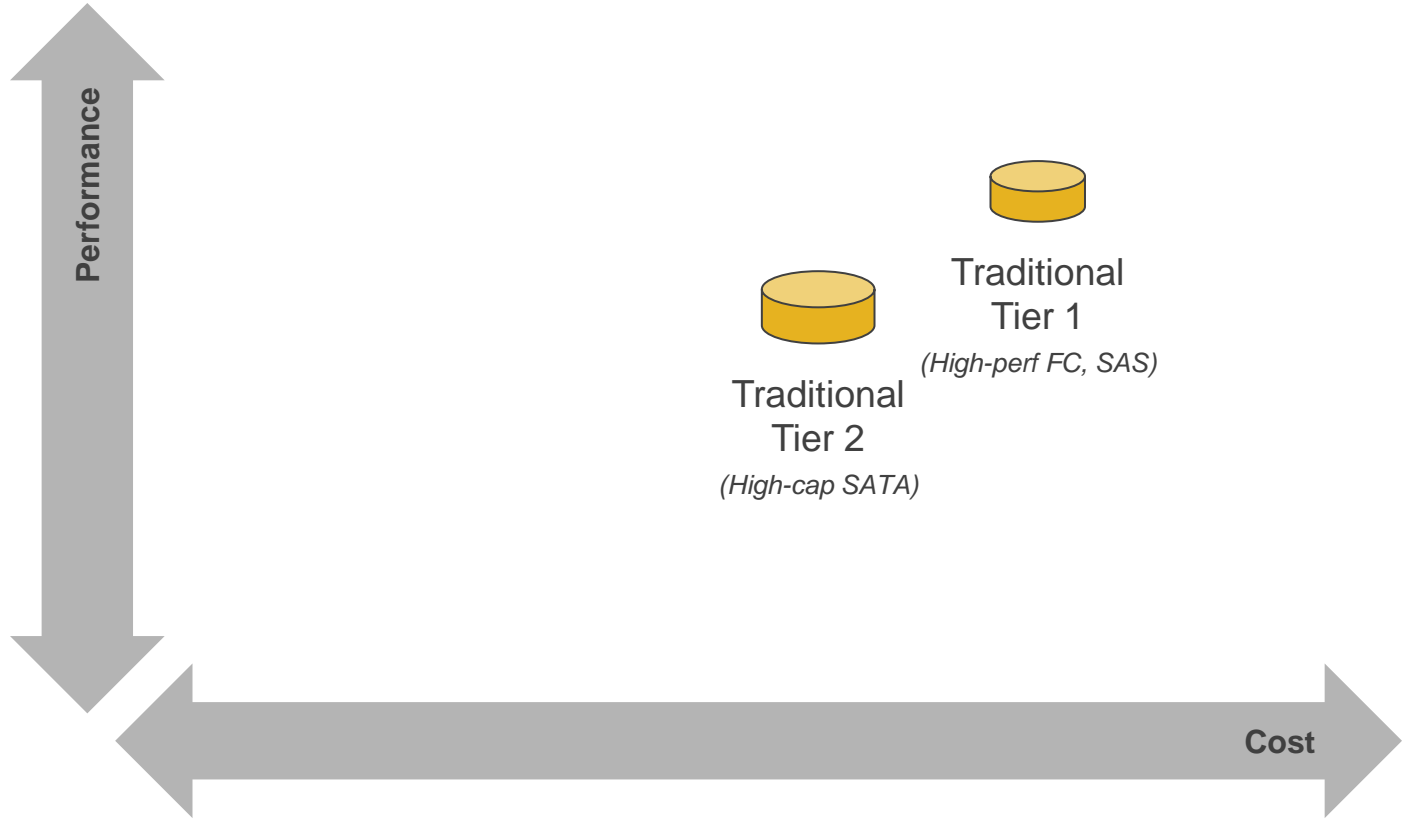 Performance
Traditional
Tier 1
(High-perf FC, SAS)
Traditional
Tier 2
(High-cap SATA)
Cost